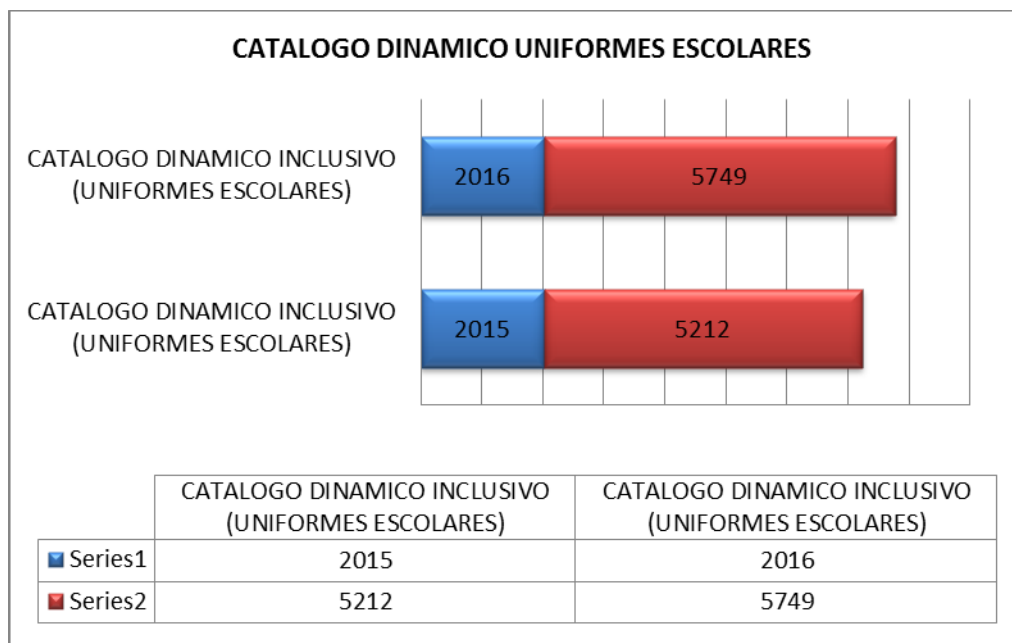 CATALOGO DINAMICO UNIFORMES ESCOLARES
CATALOGO DINAMICO INCLUSIVO
(UNIFORMES ESCOLARES)
2016
5749
CATALOGO DINAMICO INCLUSIVO
(UNIFORMES ESCOLARES)
2015
5212
CATALOGO DINAMICO INCLUSIVO
(UNIFORMES ESCOLARES)
CATALOGO DINAMICO INCLUSIVO
(UNIFORMES ESCOLARES)
Series1
2015
2016
Series2
5212
5749